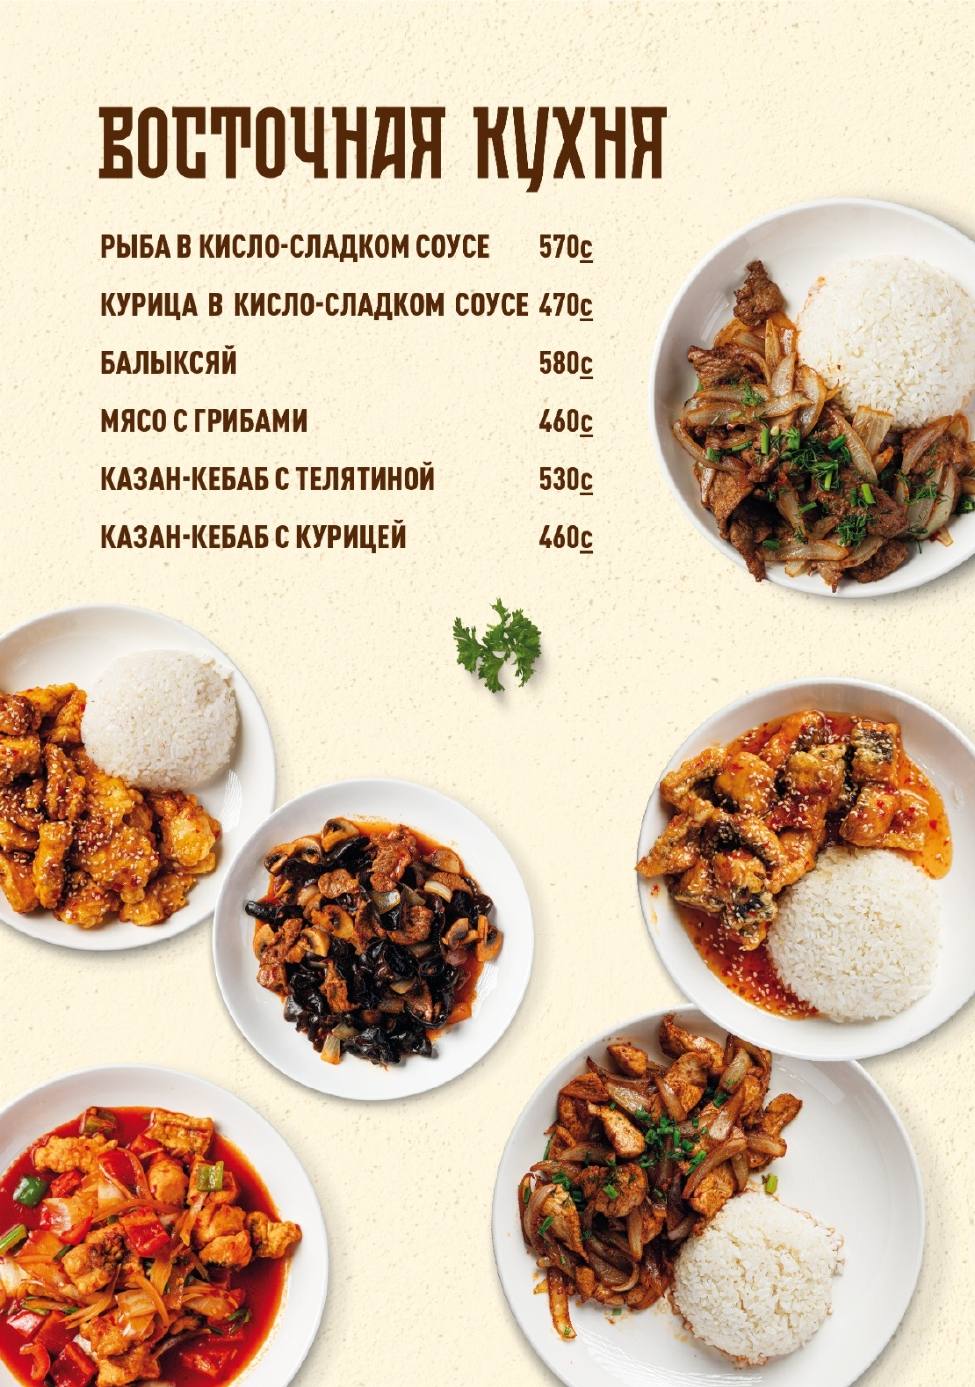 ВОСТОЧНАЯ КУХНЯ
РЫБА В КИСЛО-СЛАДКОМ СОУСЕ 570с
КУРИЦА В КИСЛО-СЛАДКОМ СОУСЕ 470с
БАЛЫКСЯЙ 580с
МЯСО С ГРИБАМИ 460с
КАЗАН-КЕБАБ С ТЕЛЯТИНОЙ 530с
КАЗАН-КЕБАБ С КУРИЦЕЙ 460с